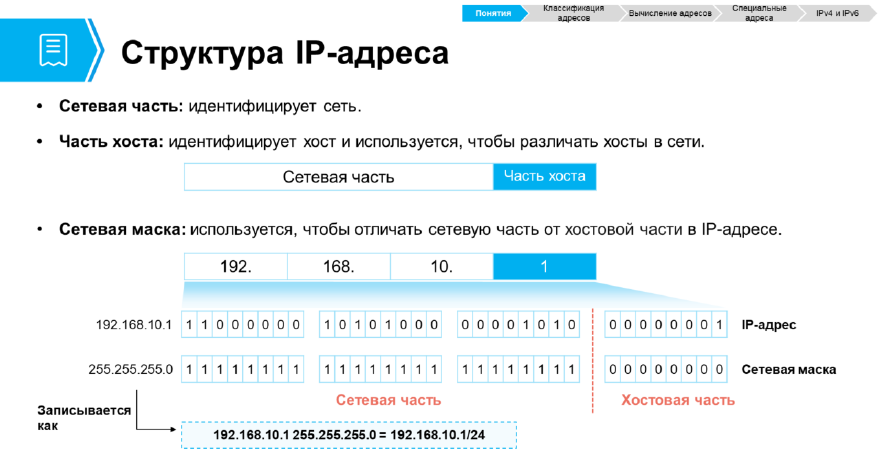 Понятия
Классификация
адресов
Вычисление адресов
Специальные
адреса
IPv4 и IPv6
Структура IP-адреса
• Сетевая часть: идентифицирует сеть.
• Часть хоста: идентифицирует хост и используется, чтобы различать хосты в сети.
Сетевая часть Часть хоста
• Сетевая маска: используется, чтобы отличать сетевую часть от хостовой части в IP-адресе.
192. 168. 10. 1
192.168.10.1 1 1 0 0 0 0 0 0 1 0 1 0 1 0 0 0 0 0 0 0 1 0 1 0 0 0 0 0 0 0 0 1 IP-адрес
255.255.255.0 1 1 1 1 1 1 1 1 1 1 1 1 1 1 1 1 1 1 1 1 1 1 1 1 0 0 0 0 0 0 0 0 Сетевая маска
Сетевая часть Хостовая часть
Записывается
как
192.168.10.1 255.255.255.0 = 192.168.10.1/24